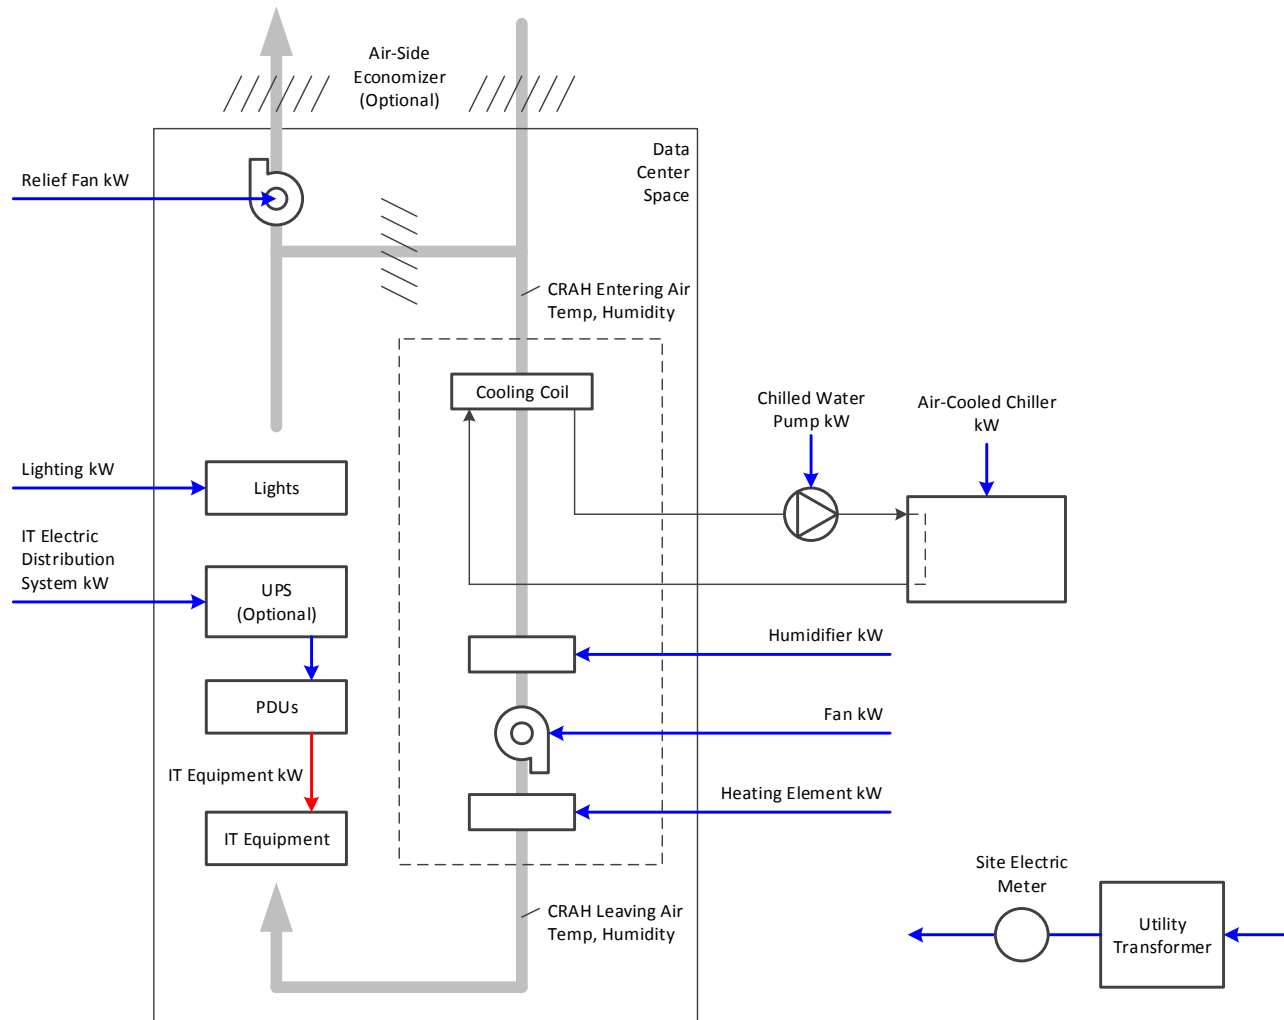 Air-Side
Economizer
(Optional)
Data
Center
Space
Relief Fan kW
CRAH Entering Air
Temp, Humidity
Cooling Coil
Chilled Water
Pump kW
Air-Cooled Chiller
kW
Lighting kW
Lights
IT Electric
Distribution
System kW
UPS
(Optional)
Humidifier kW
PDUs
Fan kW
IT Equipment kW
Heating Element kW
IT Equipment
Site Electric
Meter
CRAH Leaving Air
Temp, Humidity
Utility
Transformer